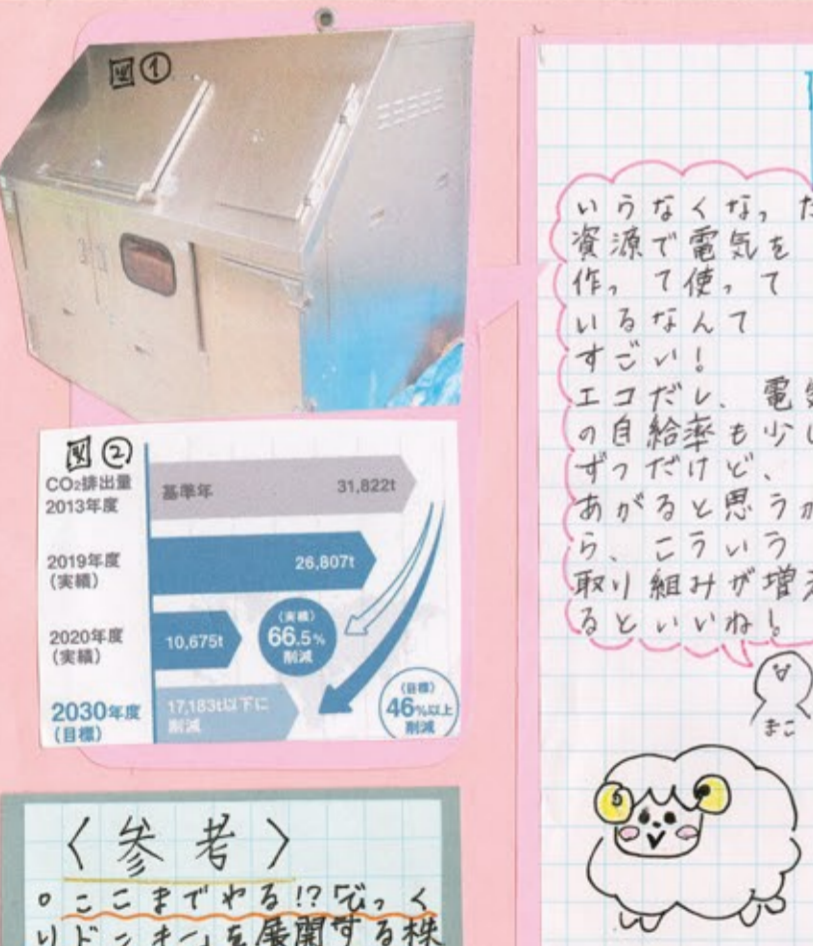 図①
図②
CO₂排出量
2013年度
基準年
31,822t
2019年度
(実績)
26,807t
2020年度
(実績)
10,675t
(実績)
66.5%
削減
2030年度
(目標)
17,183t以下に
削減
(目標)
46%以上
削減
〈参考〉
。ここまでやる!?『びっく
りドンキー』を展開する株
いらなくなった
資源で電気を
作って使って
いるなんて
すごい!
エコだし、電気
の自給率も少し
ずつだけど、
あがると思うか
ら、こういう
取り組みが増え
るといいね!
まこ